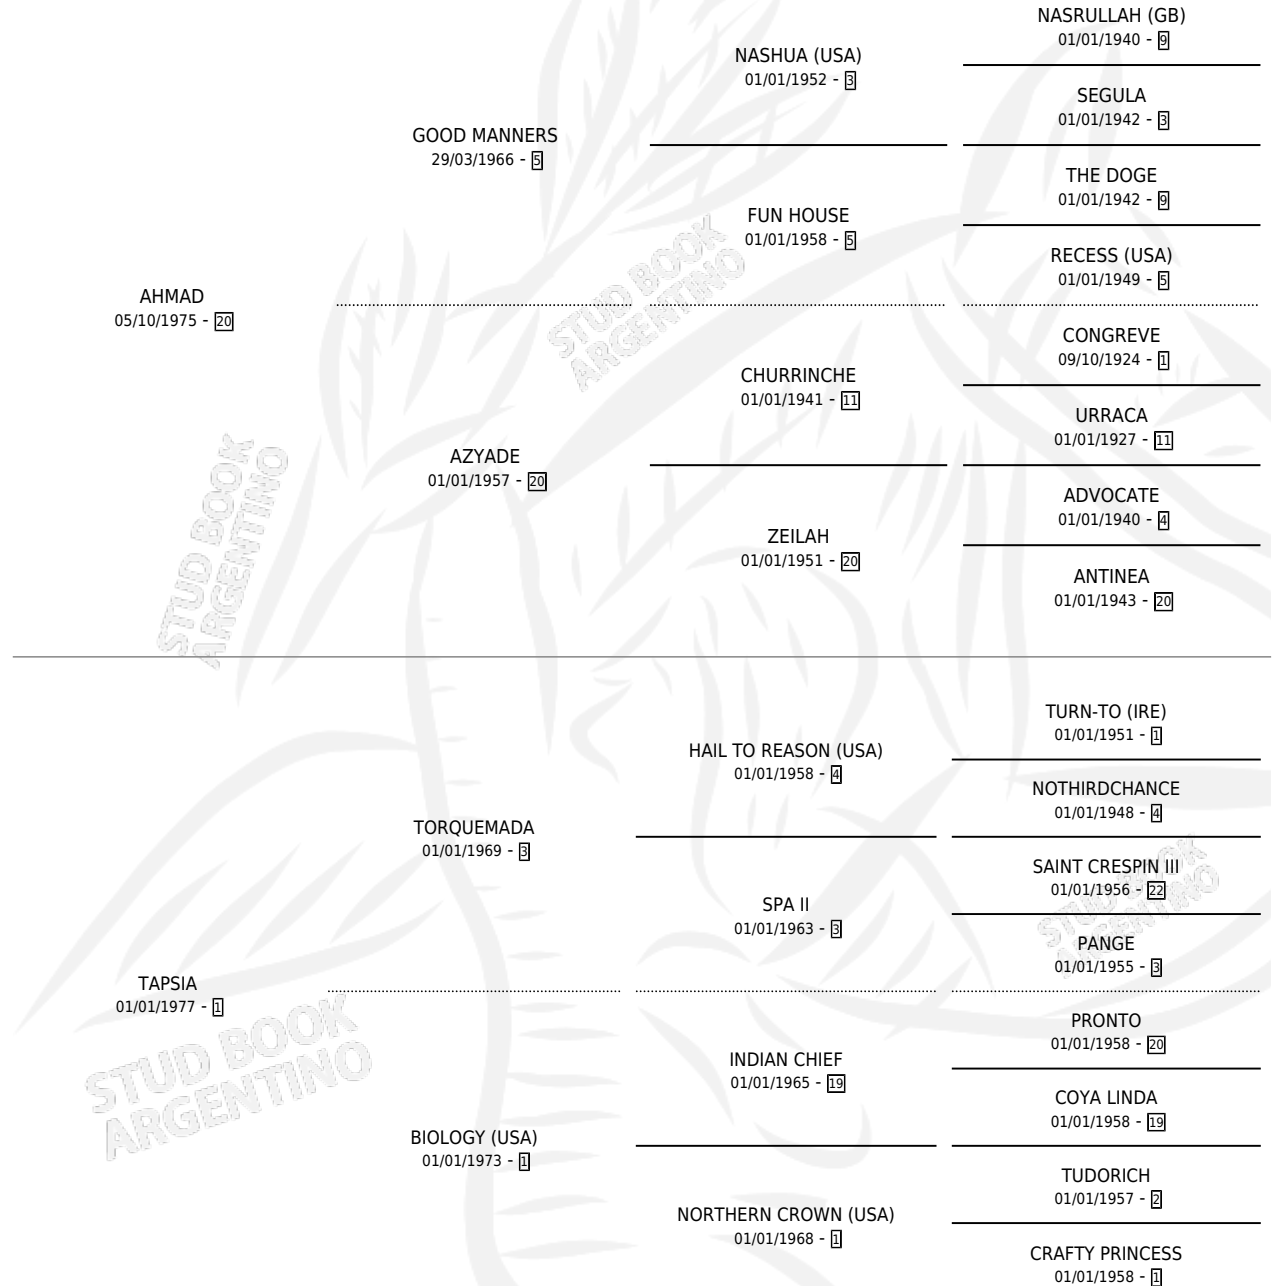 NASRULLAH (GB)
01/01/1940 - 9
NASHUA (USA)
01/01/1952 - 3
SEGULA
01/01/1942 - 3
GOOD MANNERS
29/03/1966 - 5
THE DOGE
01/01/1942 - 9
FUN HOUSE
01/01/1958 - 5
RECESS (USA)
01/01/1949 - 5
AHMAD
05/10/1975 - 20
CONGREVE
09/10/1924 - 1
CHURRINCHE
01/01/1941 - 11
URRACA
01/01/1927 - 11
AZYADE
01/01/1957 - 20
ADVOCATE
01/01/1940 - 4
ZEILAH
01/01/1951 - 20
ANTINEA
01/01/1943 - 20
STUD BOOK
ARGENTINO
STUD BOOK
ARGENTINO
TURN-TO (IRE)
01/01/1951 - 1
HAIL TO REASON (USA)
01/01/1958 - 4
NOTHIRDCHANCE
01/01/1948 - 4
TORQUEMADA
01/01/1969 - 3
SAINT CRESPIN III
01/01/1956 - 22
SPA II
01/01/1963 - 3
PANGE
01/01/1955 - 3
TAPSIA
01/01/1977 - 1
PRONTO
01/01/1958 - 20
INDIAN CHIEF
01/01/1965 - 19
COYA LINDA
01/01/1958 - 19
BIOLOGY (USA)
01/01/1973 - 1
TUDORICH
01/01/1957 - 2
NORTHERN CROWN (USA)
01/01/1968 - 1
CRAFTY PRINCESS
01/01/1958 - 1
STUD BOOK
ARGENTINO
STUD BOOK
ARGENTINO